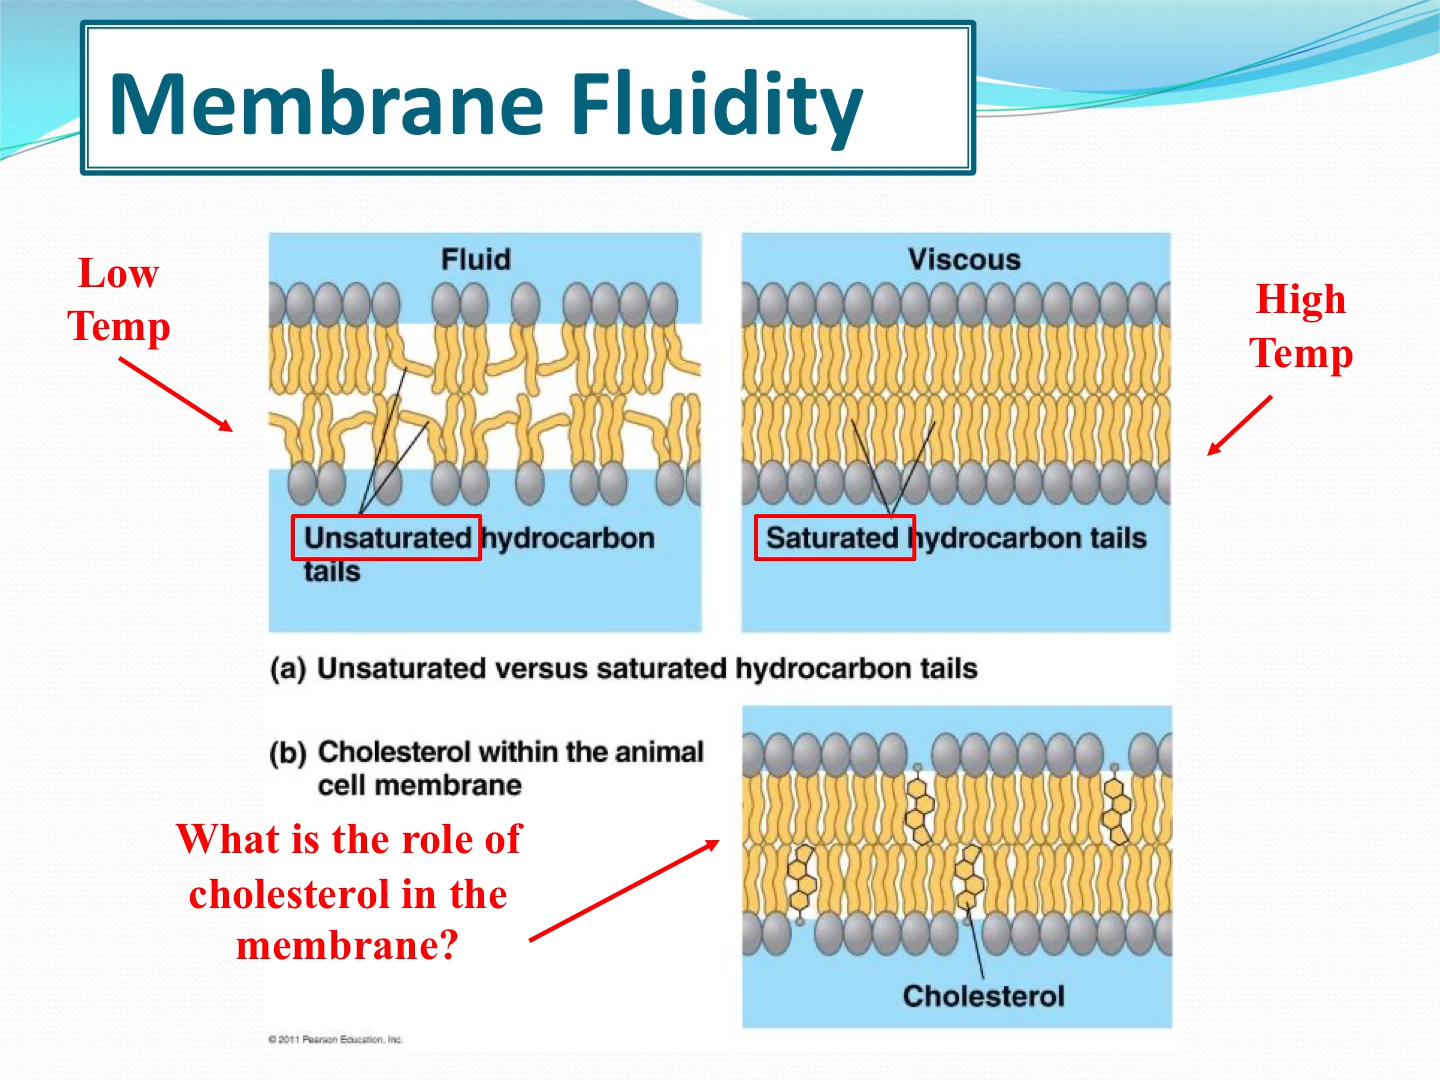 Membrane Fluidity
Low
Temp
Fluid
Viscous
High
Temp
Unsaturated hydrocarbon
tails
Saturated hydrocarbon tails
(a) Unsaturated versus saturated hydrocarbon tails
(b) Cholesterol within the animal
cell membrane
What is the role of
cholesterol in the
membrane?
Cholesterol
© 2011 Pearson Education, Inc.